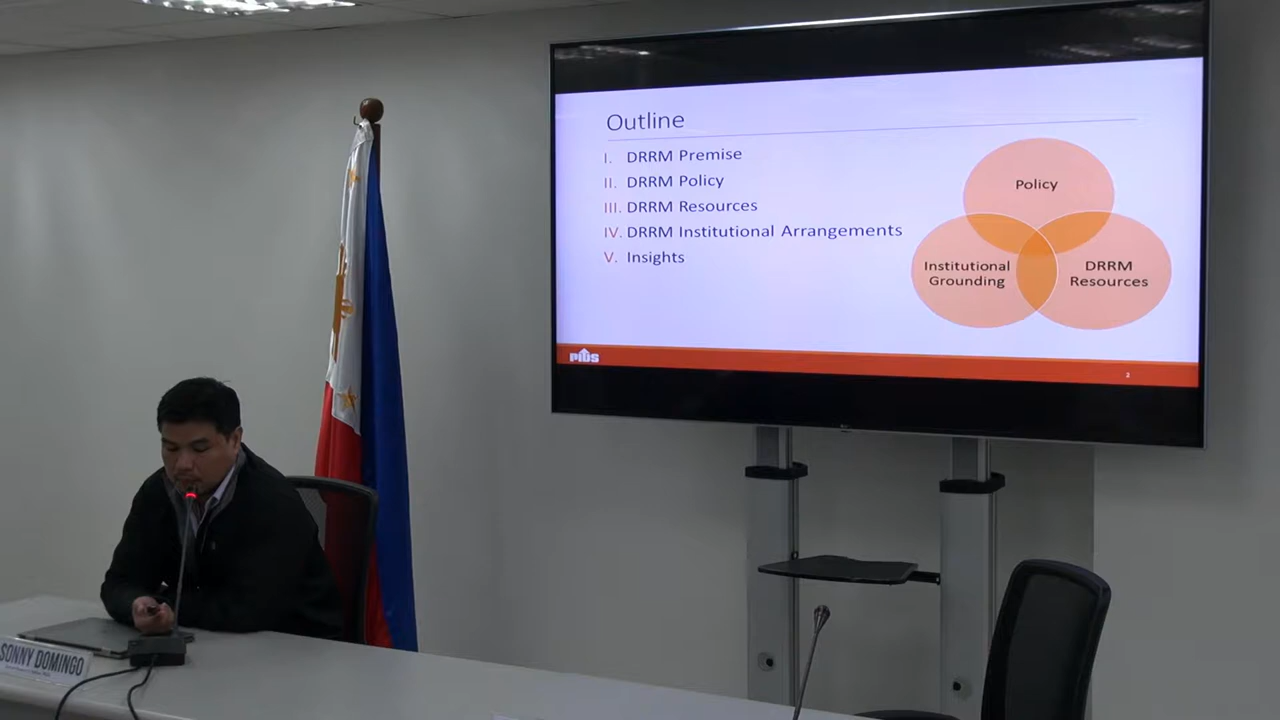 Outline
I. DRRM Premise
II. DRRM Policy
III. DRRM Resources
IV. DRRM Institutional Arrangements
V. Insights
Policy
Institutional
Grounding
DRRM
Resources
PIDS
2
SONNY DOMINGO